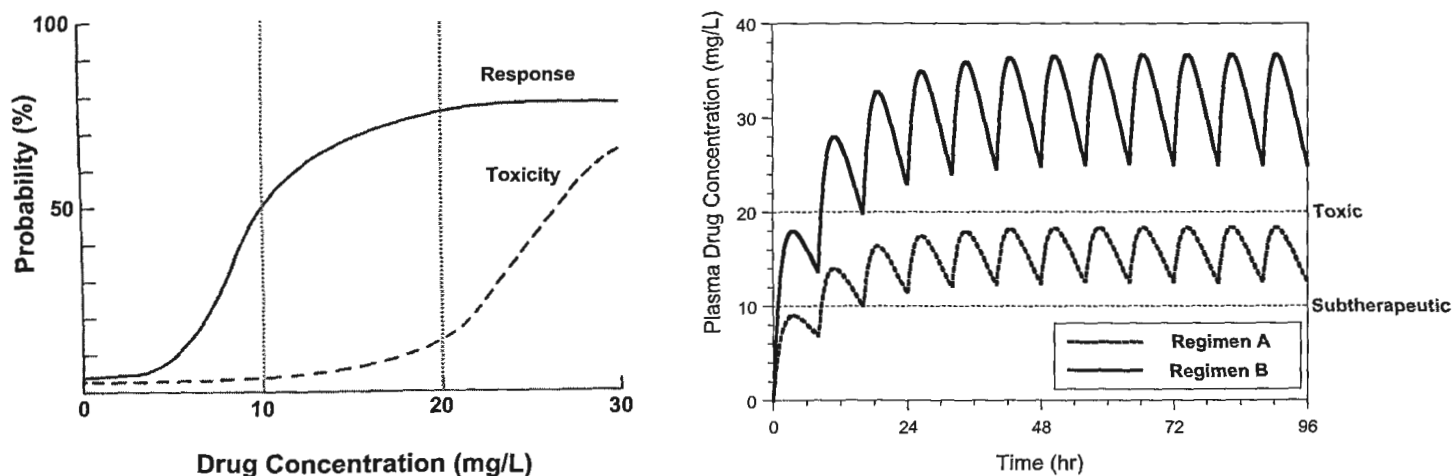 100
50
Probability (%)
Response
Toxicity
0
10
20
30
Drug Concentration (mg/L)
40
30
20
10
0
Plasma Drug Concentration (mg/L)
Toxic
Subtherapeutic
Regimen A
Regimen B
0
24
48
72
96
Time (hr)